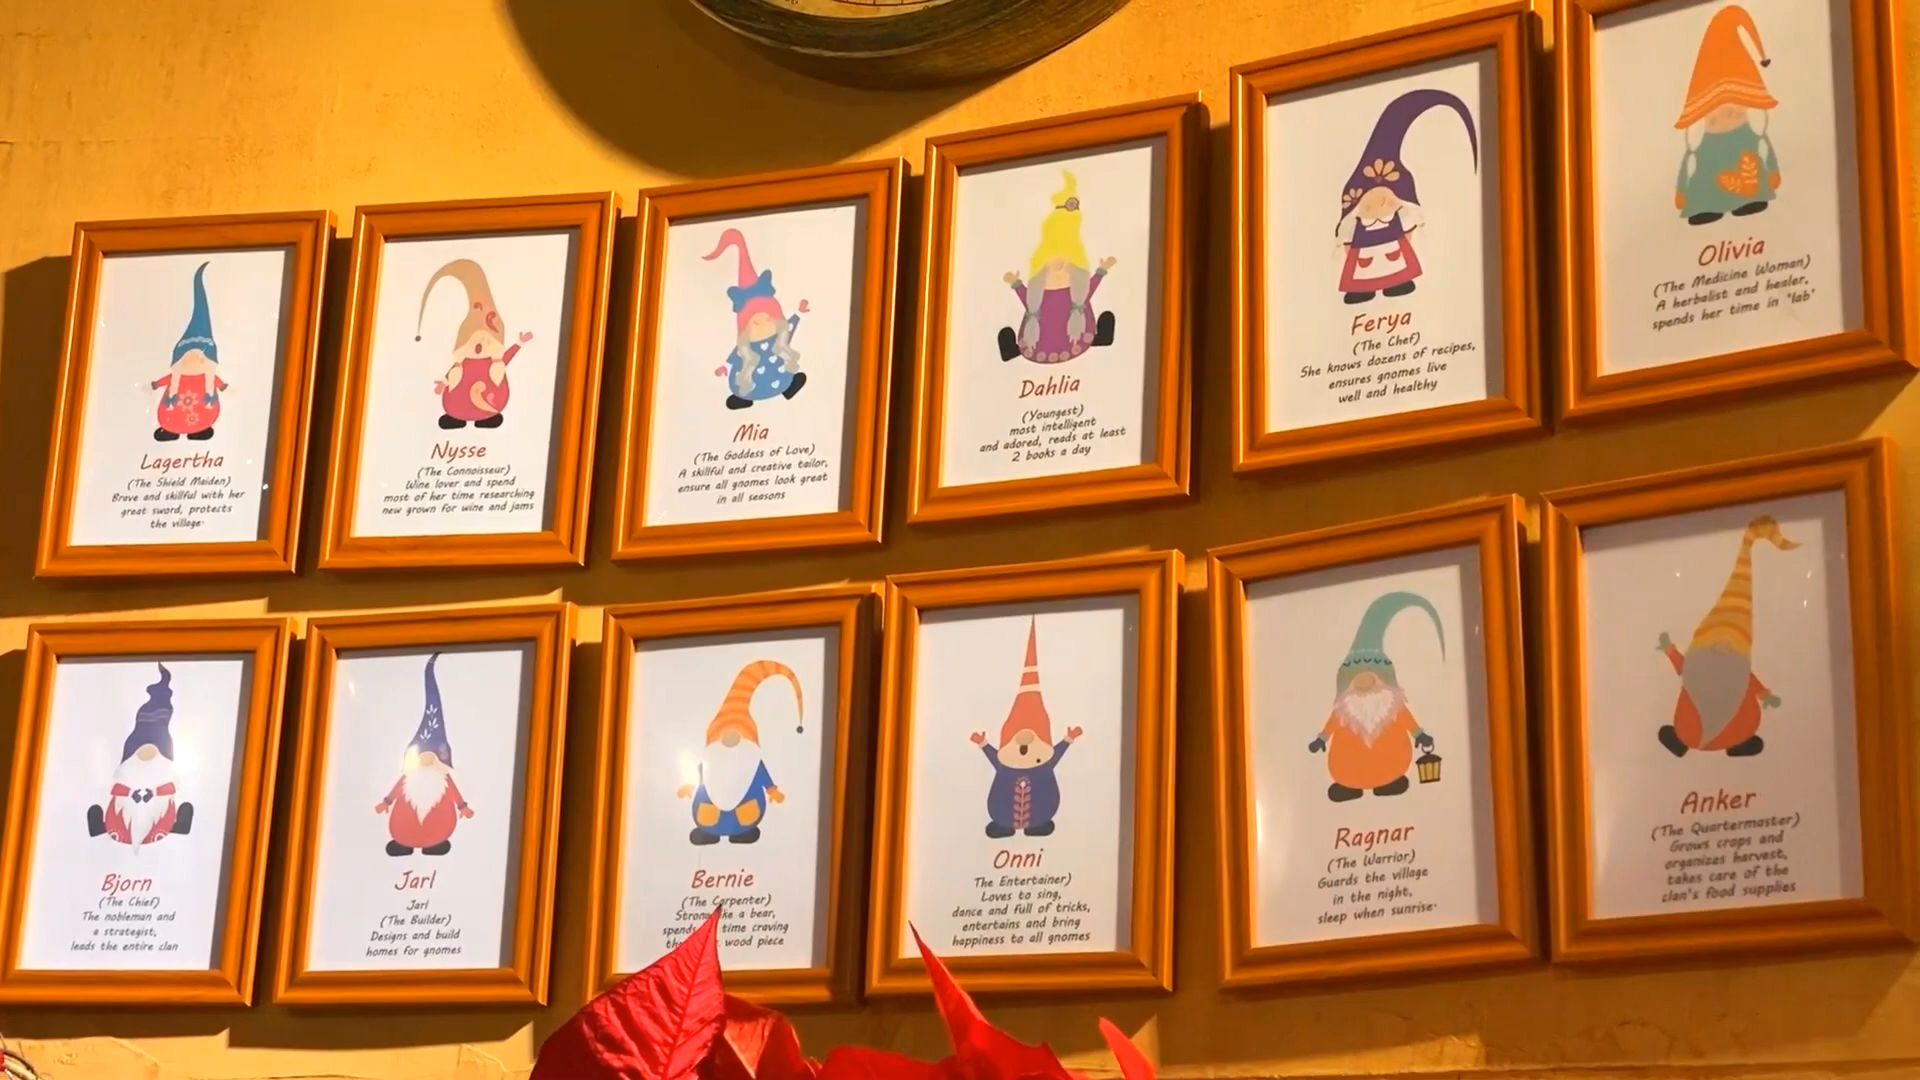 Lagertha
(The Shield Maiden)
Brave and skillful with her
great sword, protects
the village.
Nysse
(The Connoisseur)
Wine lover and spend
most of her time researching
new grown for wine and jams
Mia
(The Goddess of Love)
A skillful and creative tailor,
ensure all gnomes look great
in all seasons
Dahlia
(Youngest)
most intelligent
and adored, reads at least
2 books a day
Ferya
(The Chef)
She knows dozens of recipes,
ensures gnomes live
well and healthy
Olivia
(The Medicine Woman)
A herbalist and healer,
spends her time in 'lab'
Bjorn
(The Chief)
The nobleman and
a strategist,
leads the entire clan
Jarl
Jarl
(The Builder)
Designs and build
homes for gnomes
Bernie
(The Carpenter)
a bear,
time craving
wood piece
Onni
The Entertainer)
Loves to sing,
dance and full of tricks,
entertains and bring
happiness to all gnomes
Ragnar
(The Warrior)
Guards the village
in the night,
sleep when sunrise.
Anker
(The Quartermaster)
Grows crops and
organizes harvest,
takes care of the
clan's food supplies